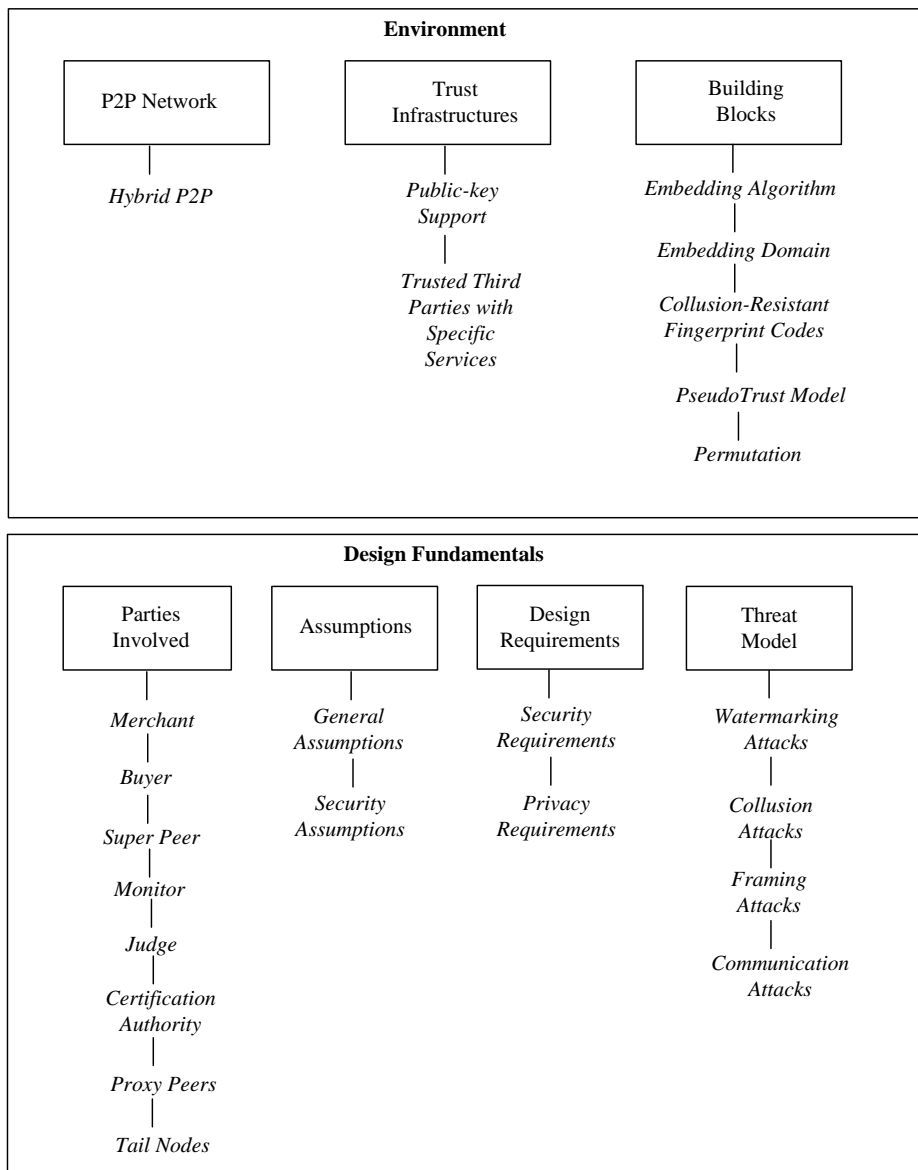 Environment
P2P Network
Hybrid P2P
Trust
Infrastructures
Public-key
Support
Trusted Third
Parties with
Specific
Services
Building
Blocks
Embedding Algorithm
Embedding Domain
Collusion-Resistant
Fingerprint Codes
PseudoTrust Model
Permutation
Design Fundamentals
Parties
Involved
Merchant
Buyer
Super Peer
Monitor
Judge
Certification
Authority
Proxy Peers
Tail Nodes
Assumptions
General
Assumptions
Security
Assumptions
Design
Requirements
Security
Requirements
Privacy
Requirements
Threat
Model
Watermarking
Attacks
Collusion
Attacks
Framing
Attacks
Communication
Attacks